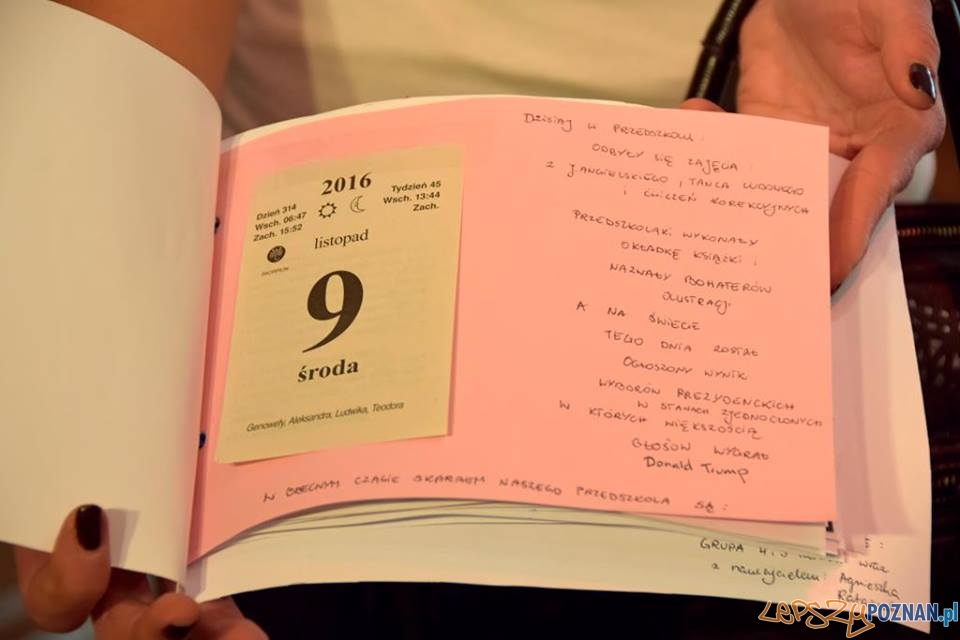 2016
Dzień 314
Wsch. 06:47
Zach. 15:52
Tydzień 45
Wsch. 13:44
Zach.
listopad
9
środa
Genowefy, Aleksandra, Ludwika, Teodora
DZISIAJ W PRZEDSZKOLU:
ODBYŁY SIĘ ZAJĘCIA:
Z J. ANGIELSKIEGO, TAŃCA LUDOWEGO
I ĆWICZEŃ KOREKCYJNYCH
PRZEDSZKOLAKI WYKONAŁY
OKŁADKĘ KSIĄŻKI I
NAZWAŁY BOHATERÓW
ILUSTRACJI
A NA ŚWIECIE
TEGO DNIA ZOSTAŁ
OGŁOSZONY WYNIK
WYBORÓW PREZYDENCKICH
W STANACH ZJEDNOCZONYCH
W KTÓRYCH WIĘKSZOŚCIĄ
GŁOSÓW WYGRAŁ
Donald Trump
W OBECNYM CZASIE SKARBEM NASZEGO PRZEDSZKOLA SĄ:
GRUPA wraz
z nauczycielem: Agnieszką
LEPSZYPOZNAN.pl